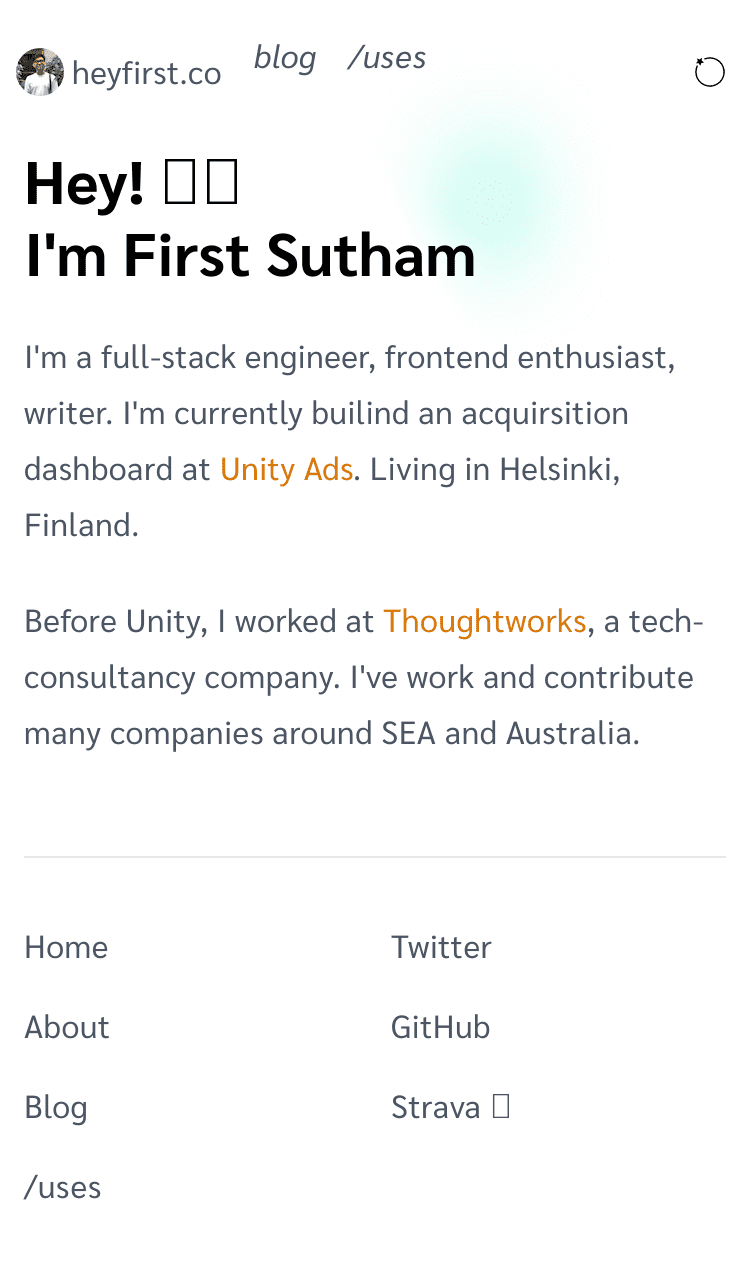 heyfirst.co blog /uses
Hey! 
I'm First Sutham
I'm a full-stack engineer, frontend enthusiast,
writer. I'm currently builind an acquirsition
dashboard at Unity Ads. Living in Helsinki,
Finland.
Before Unity, I worked at Thoughtworks, a tech-
consultancy company. I've work and contribute
many companies around SEA and Australia.
Home
About
Blog
/uses
Twitter
GitHub
Strava